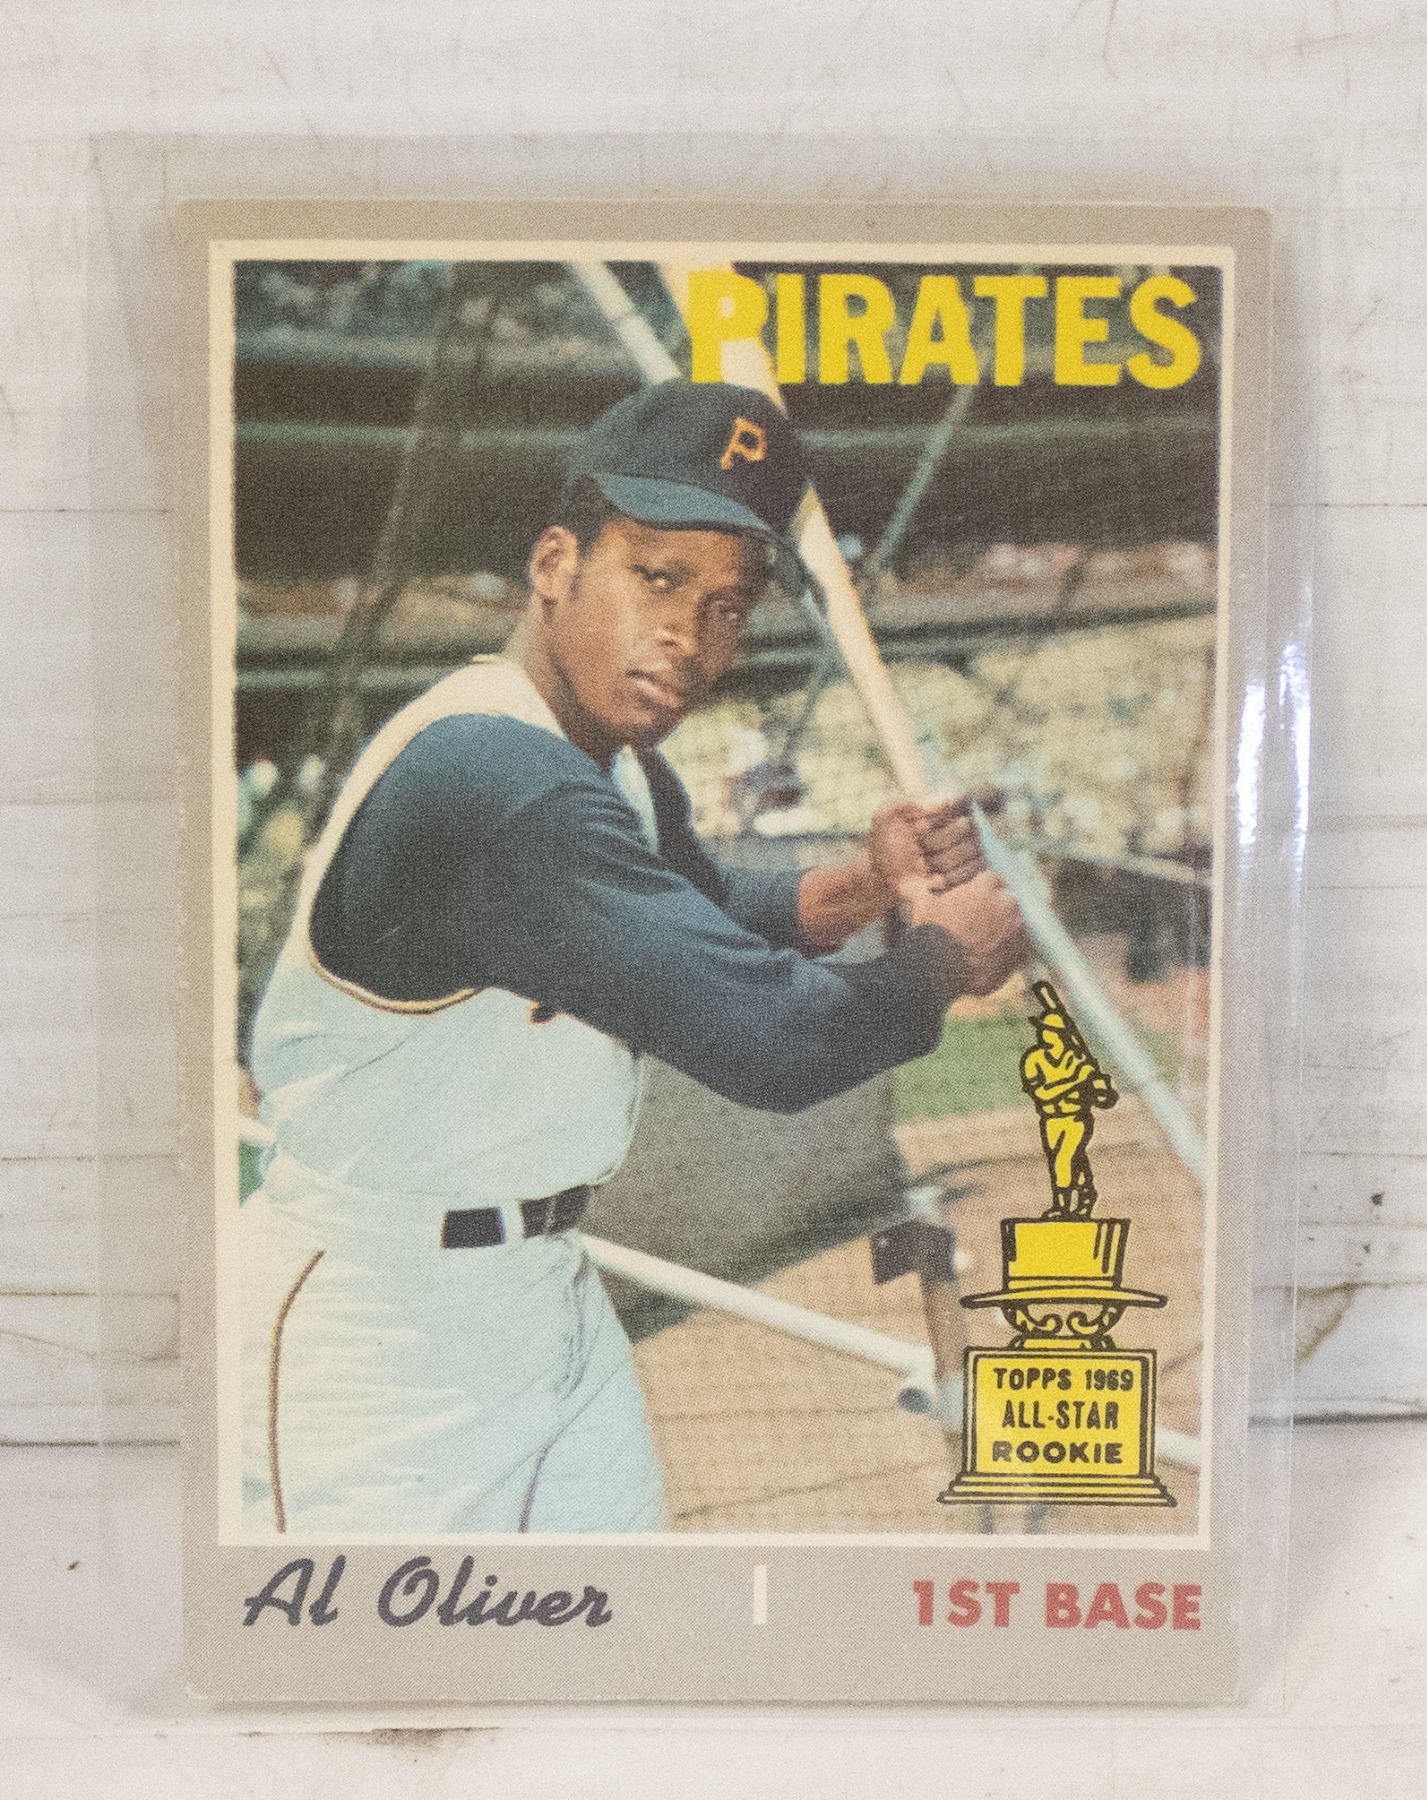 PIRATES
P
TOPPS 1969
ALL-STAR
ROOKIE
Al Oliver
1ST BASE